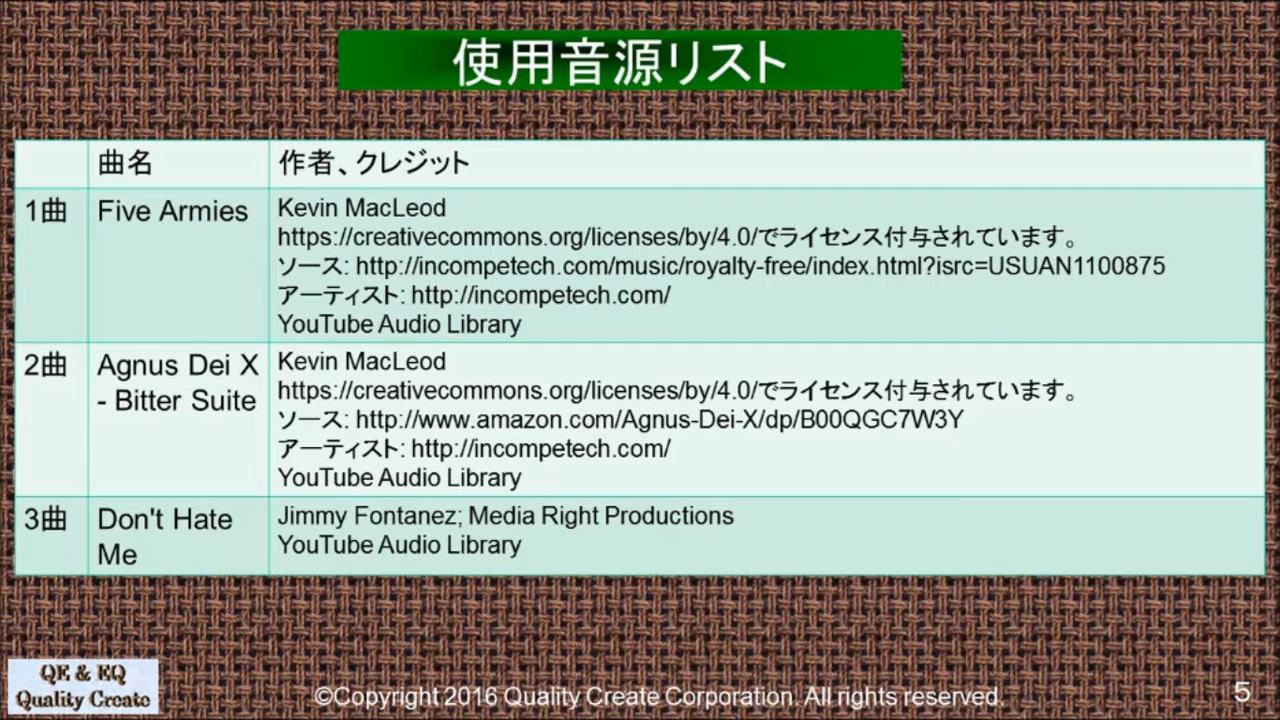 使用音源リスト
曲名 作者、クレジット
1曲 Five Armies Kevin MacLeod
https://creativecommons.org/licenses/by/4.0/でライセンス付与されています。
ソース: http://incompetech.com/music/royalty-free/index.html?isrc=USUAN1100875
アーティスト: http://incompetech.com/
YouTube Audio Library
2曲 Agnus Dei X
- Bitter Suite
Kevin MacLeod
https://creativecommons.org/licenses/by/4.0/でライセンス付与されています。
ソース: http://www.amazon.com/Agnus-Dei-X/dp/B00QGC7W3Y
アーティスト: http://incompetech.com/
YouTube Audio Library
3曲 Don't Hate
Me
Jimmy Fontanez; Media Right Productions
YouTube Audio Library
QE & EQ
Quality Create
©Copyright 2016 Quality Create Corporation. All rights reserved.
5